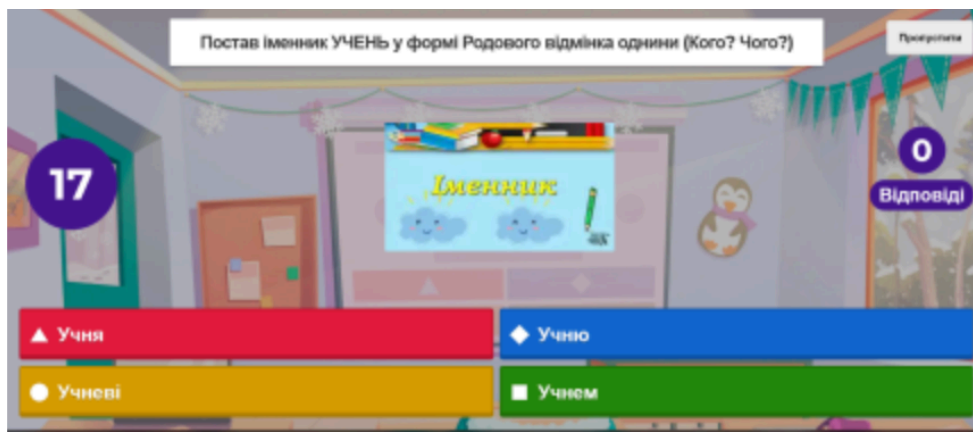 Постав іменник УЧЕНЬ у формі Родового відмінка однини (Кого? Чого?)
Пропустити
17
Іменник
0
Відповіді
Учня
Учню
Учневі
Учнем